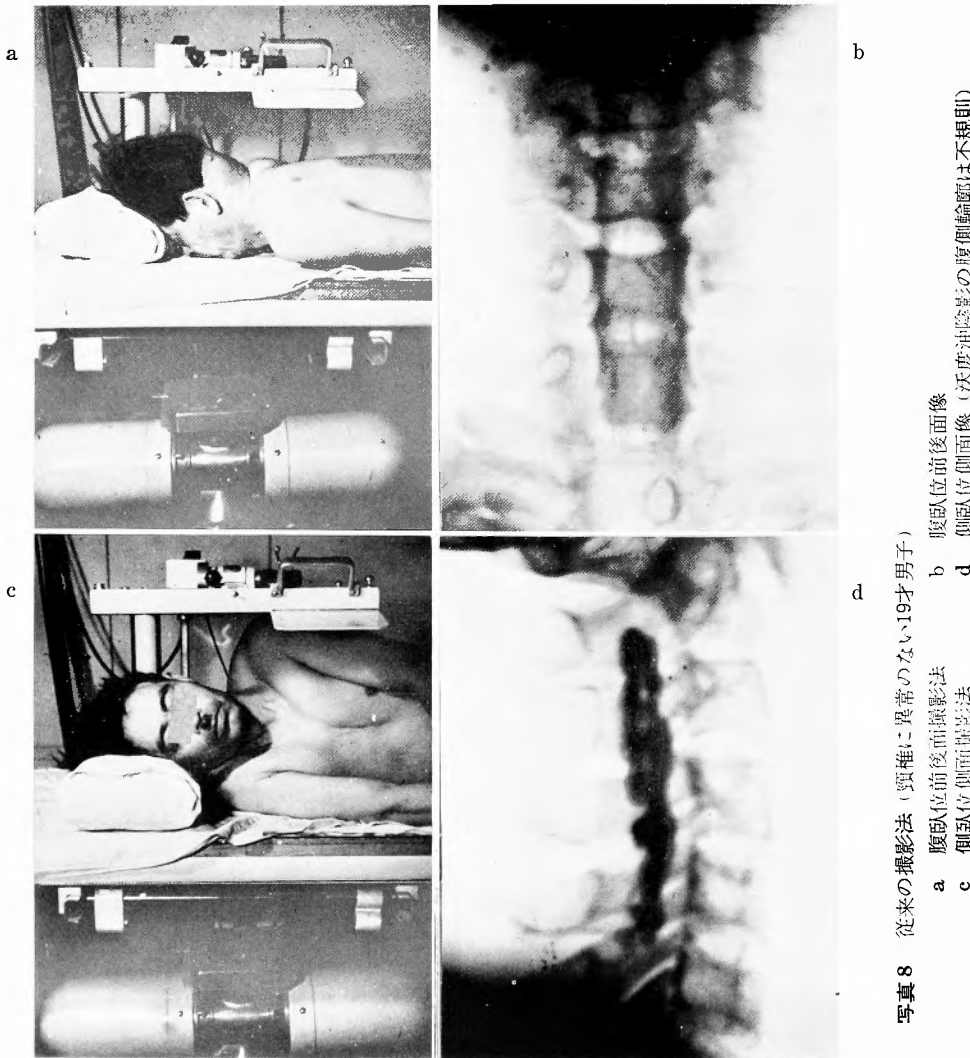 a
b
c
d
写真8 従来の撮影法（頸椎に異常のない19才男子）
a 腹臥位前後面撮影法 b 腹臥位前後面像
c 側臥位側面撮影法 d 側臥位側面像（沃度油陰影の腹側輪郭は不規則）